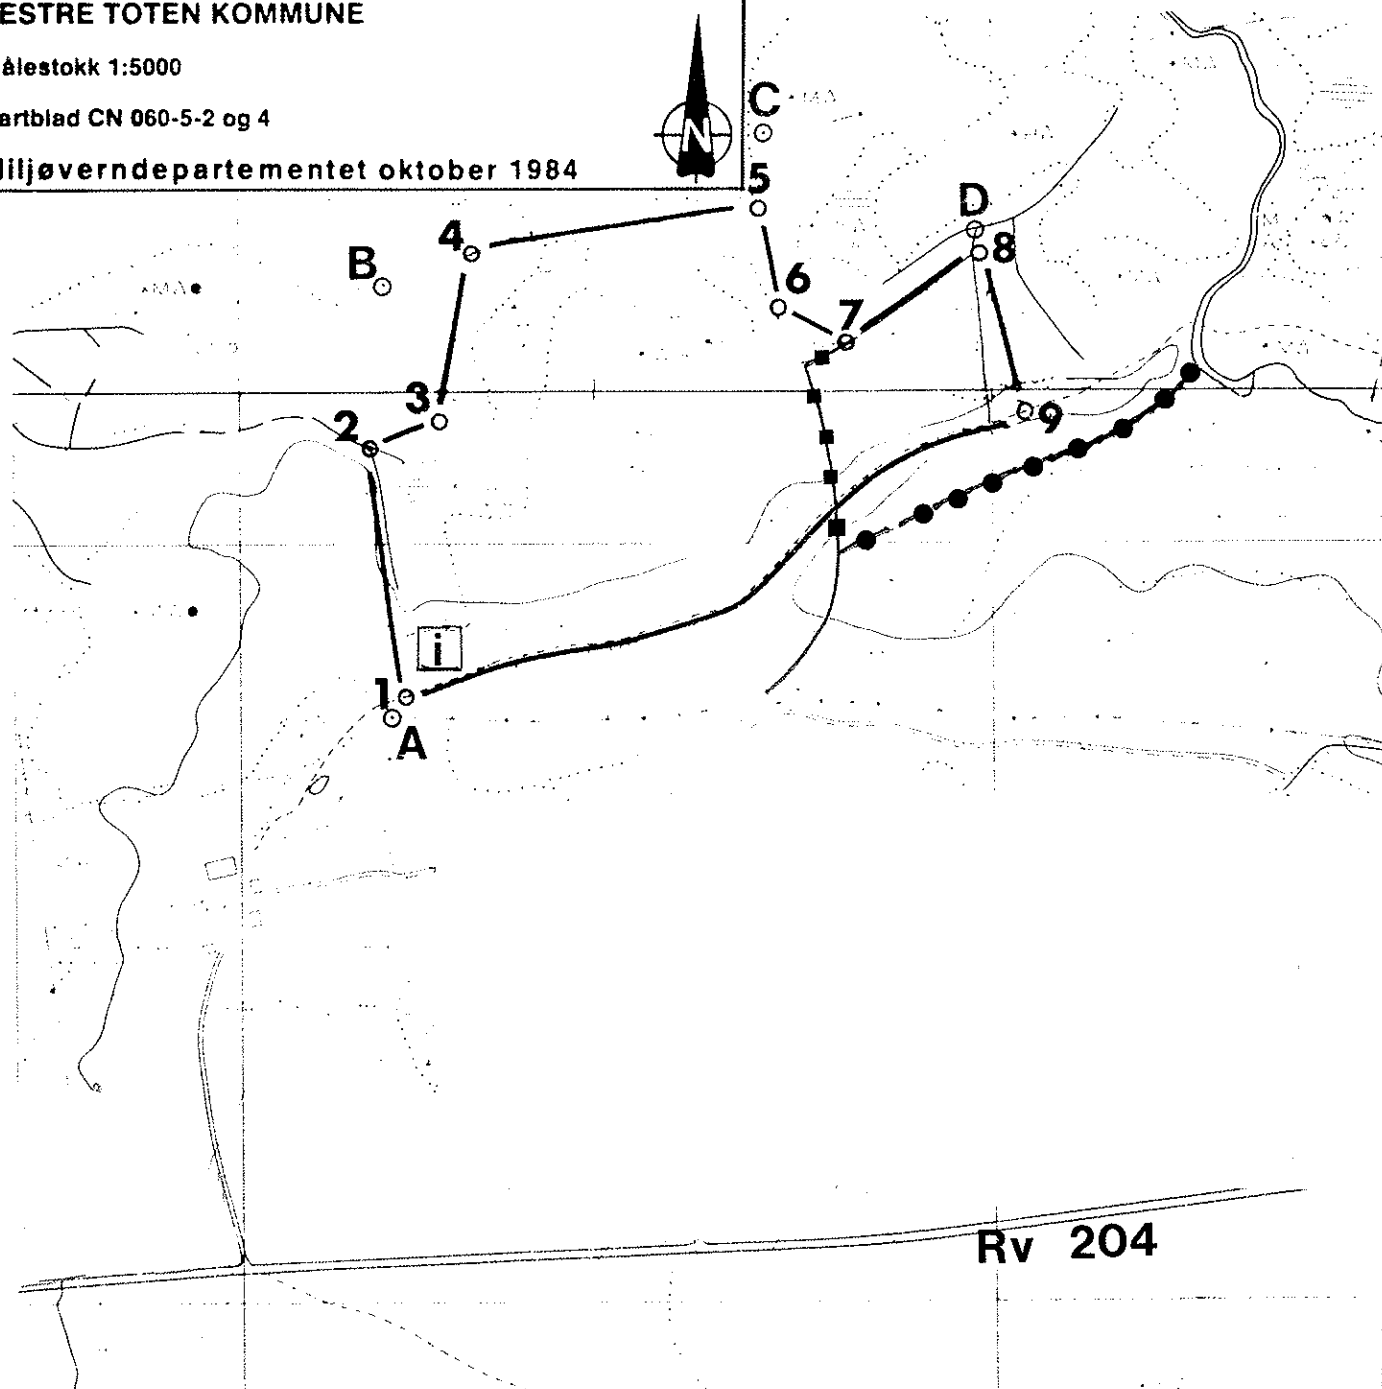 ESTRE TOTEN KOMMUNE
ålestokk 1:5000
artblad CN 060-5-2 og 4
iljøverndepartementet oktober 1984
N
C
5
D
4
8
B
6
7
3
2
9
i
1
A
Rv 204